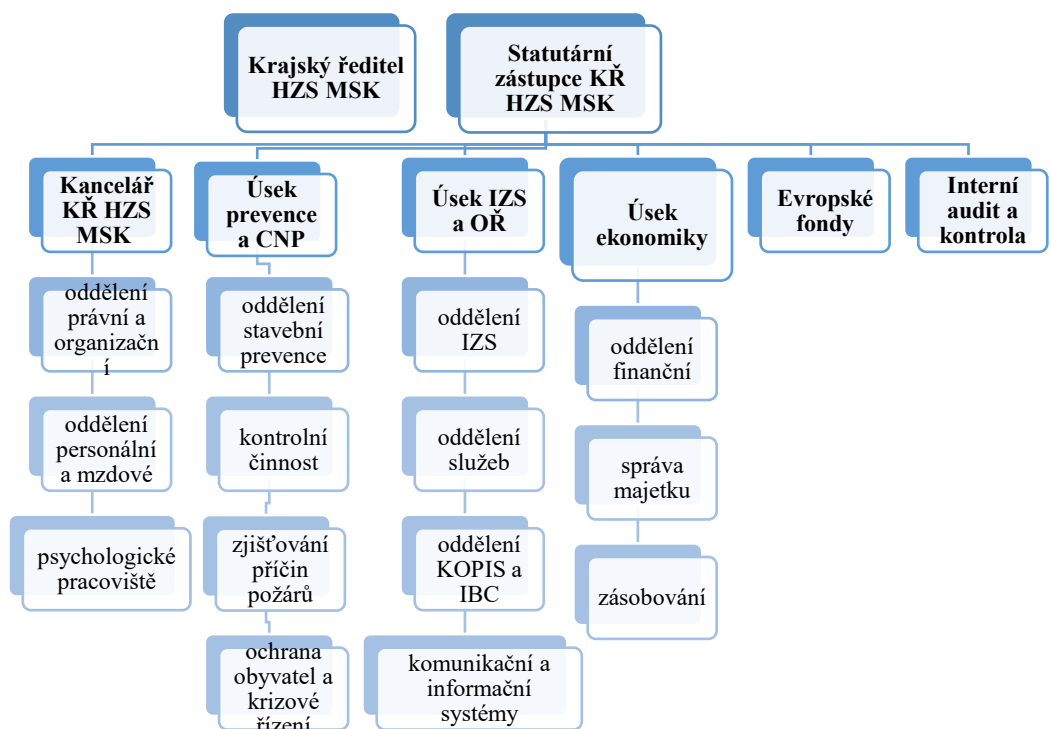 Krajský ředitel
HZS MSK
Statutární
zástupce KŘ
HZS MSK
Kancelář
KŘ HZS
MSK
Úsek
prevence
a CNP
Úsek IZS
a OŘ
Úsek
ekonomiky
Evropské
fondy
Interní
audit a
kontrola
oddělení
právní a
organizačn
í
oddělení
personální
a mzdové
psychologické
pracoviště
oddělení
stavební
prevence
kontrolní
činnost
zjišťování
příčin
požárů
ochrana
obyvatel a
krizové
řízení
oddělení
IZS
oddělení
služeb
oddělení
KOPIS a
IBC
komunikační a
informační
systémy
oddělení
finanční
správa
majetku
zásobování